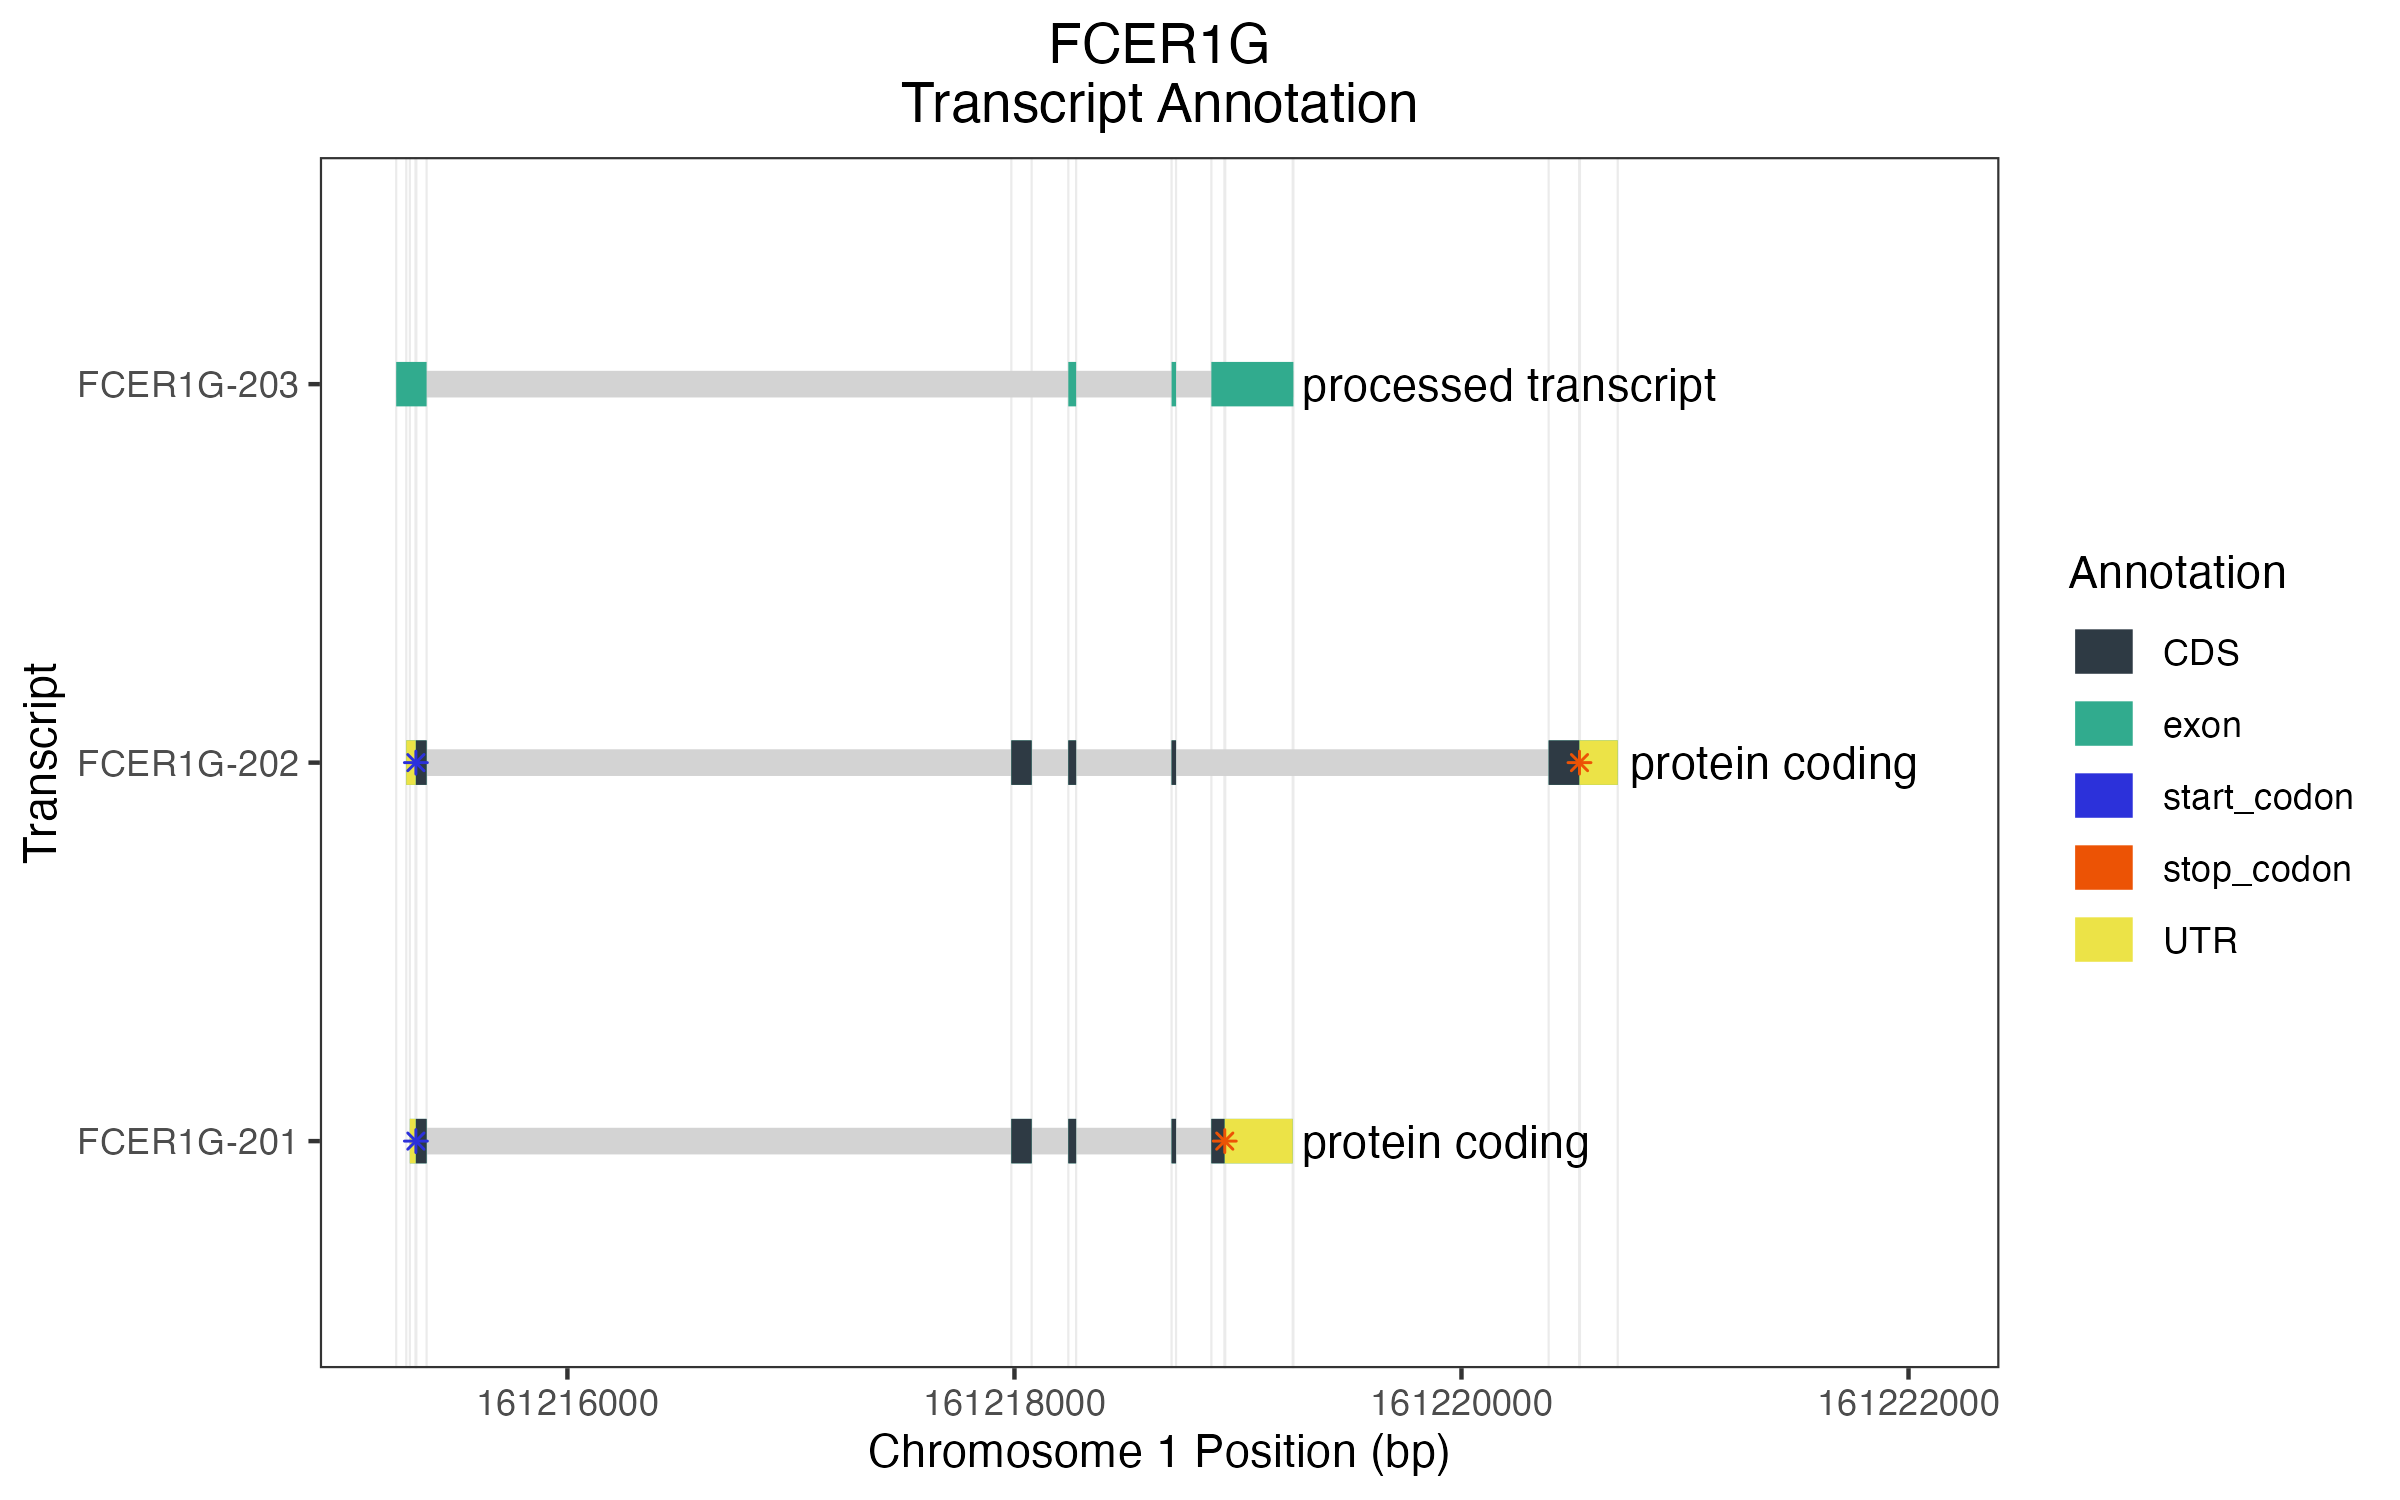 FCER1G
Transcript Annotation
Transcript
FCER1G-203
processed transcript
FCER1G-202
protein coding
FCER1G-201
protein coding
161216000
161218000
161220000
161222000
Chromosome 1 Position (bp)
Annotation
CDS
exon
start_codon
stop_codon
UTR